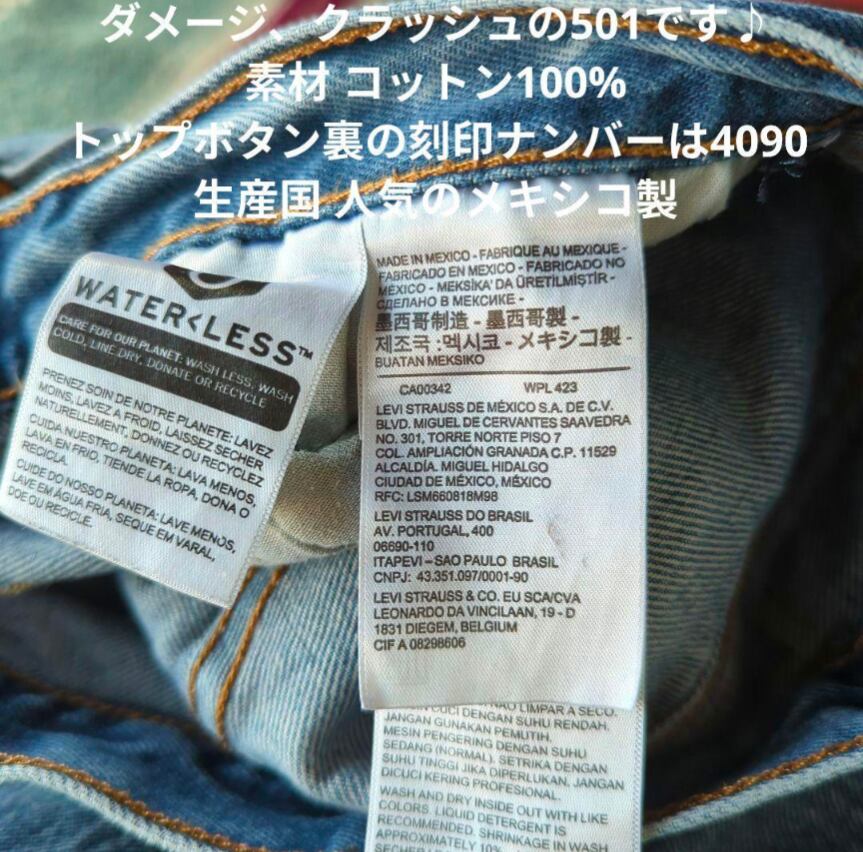 ダメージ、クラッシュの501です♪
素材 コットン100%
トップボタン裏の刻印ナンバーは4090
生産国 人気のメキシコ製
WATER<LESS™
CARE FOR OUR PLANET: WASH LESS, WASH
COLD, LINE DRY, DONATE OR RECYCLE
PRENEZ SOIN DE NOTRE PLANETE: LAVEZ
MOINS, LAVEZ A FROID, LAISSEZ SECHER
NATURELLEMENT, DONNEZ OU RECYCLEZ
CUIDA NUESTRO PLANETA: LAVA MENOS,
LAVA EN FRIO, TIENDE LA ROPA, DONA O
RECICLA.
CUIDE DO NOSSO PLANETA: LAVE MENOS,
LAVE EM ÁGUA FRIA, SEQUE EM VARAL,
DOE OU RECICLE.
MADE IN MEXICO - FABRIQUE AU MEXIQUE -
FABRICADO EN MEXICO - FABRICADO NO
MÉXICO - MEKSİKA' DA ÜRETİLMİŞTİR -
СДЕЛАНО В МЕКСИКЕ -
墨西哥制造 - 墨西哥製 -
제조국 :멕시코 - メキシコ製 -
BUATAN MEKSIKO
CA00342 WPL 423
LEVI STRAUSS DE MÉXICO S.A. DE C.V.
BLVD. MIGUEL DE CERVANTES SAAVEDRA
NO. 301, TORRE NORTE PISO 7
COL. AMPLIACIÓN GRANADA C.P. 11529
ALCALDÍA. MIGUEL HIDALGO
CIUDAD DE MÉXICO, MÉXICO
RFC: LSM660818M98
LEVI STRAUSS DO BRASIL
AV. PORTUGAL, 400
06690-110
ITAPEVI – SAO PAULO BRASIL
CNPJ: 43.351.097/0001-90
LEVI STRAUSS & CO. EU SCA/CVA
LEONARDO DA VINCILAAN, 19 - D
1831 DIEGEM, BELGIUM
CIF A 08298606
NAO LIMPAR A SECO.
CUCI DENGAN SUHU RENDAH.
JANGAN GUNAKAN PEMUTIH.
MESIN PENGERING DENGAN SUHU
SEDANG (NORMAL). SETRIKA DENGAN
SUHU TINGGI JIKA DIPERLUKAN. JANGAN
DICUCI KERING PROFESIONAL.
WASH AND DRY INSIDE OUT WITH LIKE
COLORS. LIQUID DETERGENT IS
RECOMMENDED. SHRINKAGE IN WASH
APPROXIMATELY 10%